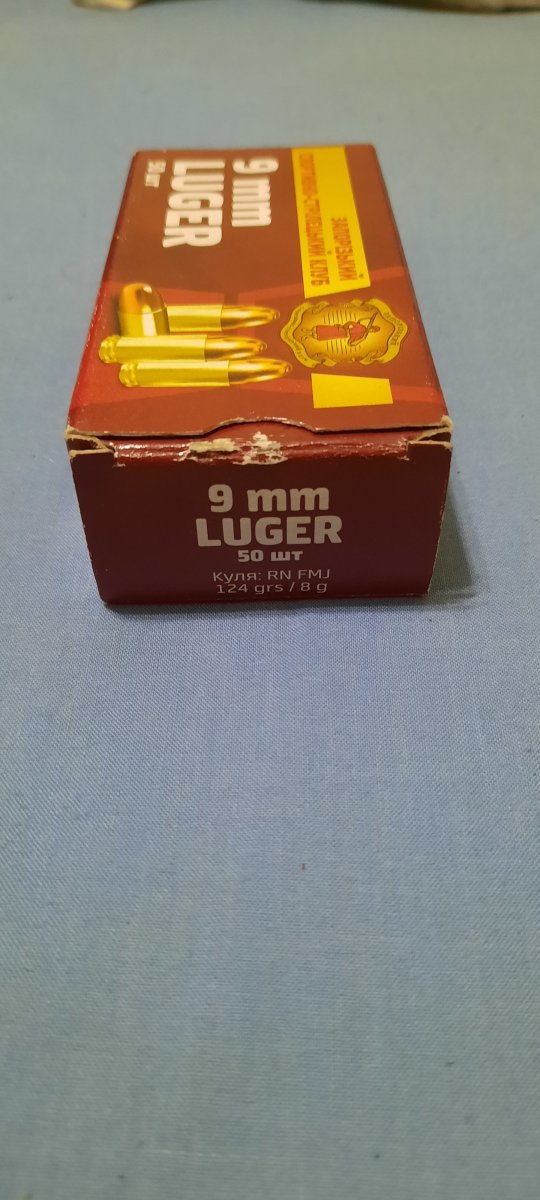 ЗАПОРІЗЬКИЙ
СПОРТИВНО-СТРІЛЕЦЬКИЙ КЛУБ
9 mm
LUGER
50 шт
9 mm
LUGER
50 шт
Куля: RN FMJ
124 grs / 8 g